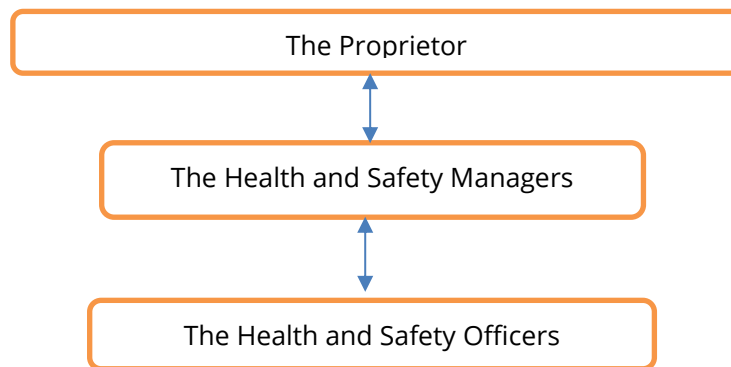 The Proprietor
The Health and Safety Managers
The Health and Safety Officers